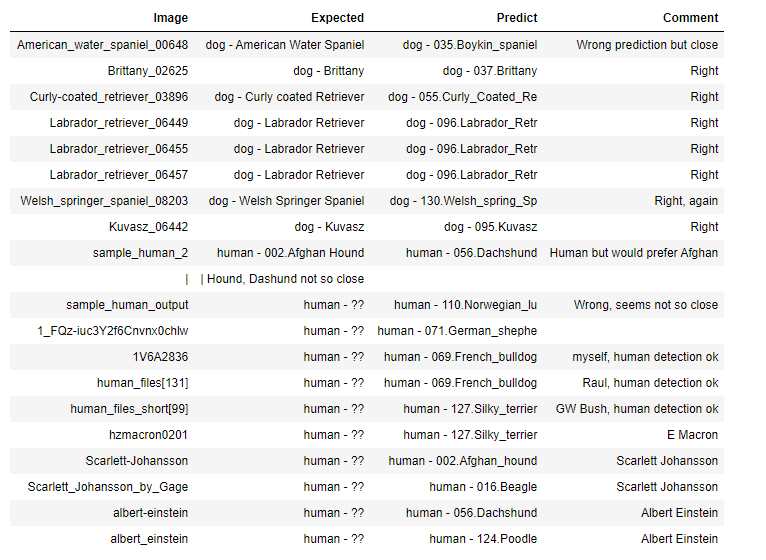 Image Expected Predict Comment
American_water_spaniel_00648 dog - American Water Spaniel dog - 035.Boykin_spaniel Wrong prediction but close
Brittany_02625 dog - Brittany dog - 037.Brittany Right
Curly-coated_retriever_03896 dog - Curly coated Retriever dog - 055.Curly_Coated_Re Right
Labrador_retriever_06449 dog - Labrador Retriever dog - 096.Labrador_Retr Right
Labrador_retriever_06455 dog - Labrador Retriever dog - 096.Labrador_Retr Right
Labrador_retriever_06457 dog - Labrador Retriever dog - 096.Labrador_Retr Right
Welsh_springer_spaniel_08203 dog - Welsh Springer Spaniel dog - 130.Welsh_spring_Sp Right, again
Kuvasz_06442 dog - Kuvasz dog - 095.Kuvasz Right
sample_human_2 human - 002.Afghan Hound human - 056.Dachshund Human but would prefer Afghan
| | Hound, Dashund not so close
sample_human_output human - ?? human - 110.Norwegian_lu Wrong, seems not so close
1_FQz-iuc3Y2f6Cnvnx0chlw human - ?? human - 071.German_shephe
1V6A2836 human - ?? human - 069.French_bulldog myself, human detection ok
human_files[131] human - ?? human - 069.French_bulldog Raul, human detection ok
human_files_short[99] human - ?? human - 127.Silky_terrier GW Bush, human detection ok
hzmacron0201 human - ?? human - 127.Silky_terrier E Macron
Scarlett-Johansson human - ?? human - 002.Afghan_hound Scarlett Johansson
Scarlett_Johansson_by_Gage human - ?? human - 016.Beagle Scarlett Johansson
albert-einstein human - ?? human - 056.Dachshund Albert Einstein
albert_einstein human - ?? human - 124.Poodle Albert Einstein